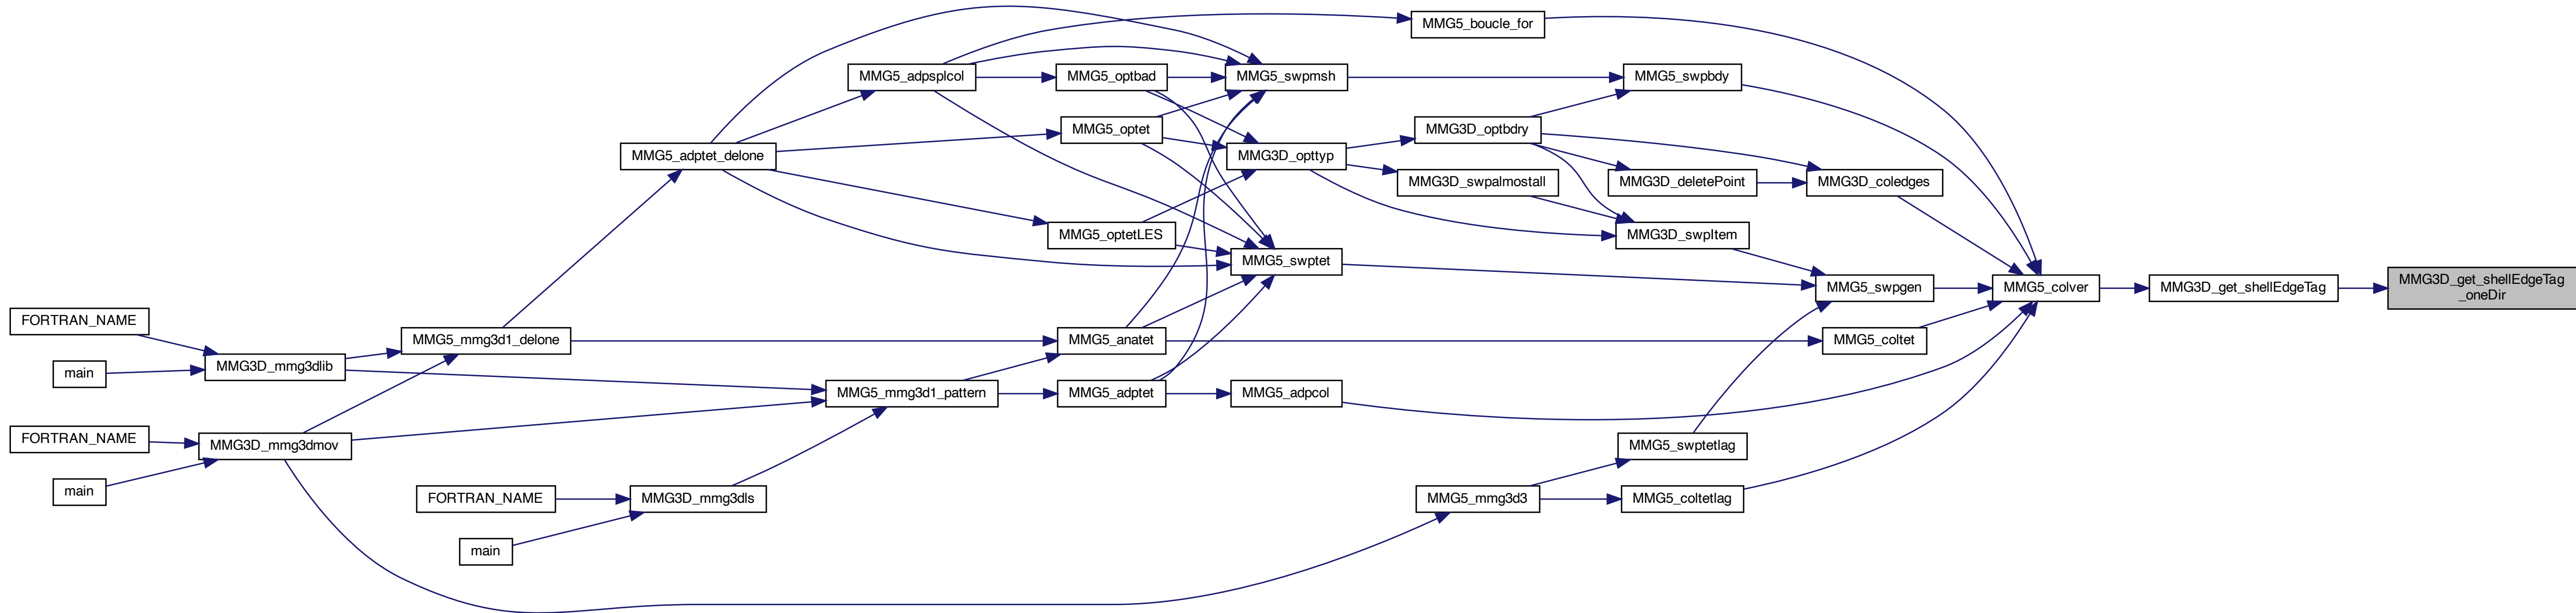 MMG5_boucle_for
MMG5_adpsplcol
MMG5_optbad
MMG5_swpmsh
MMG5_swpbdy
MMG5_optet
MMG3D_optbdry
MMG5_adptet_delone
MMG3D_opttyp
MMG3D_swpalmostall
MMG3D_deletePoint
MMG3D_coledges
MMG5_optetLES
MMG3D_swpItem
MMG5_swptet
MMG5_swpgen
MMG5_colver
MMG3D_get_shellEdgeTag
MMG3D_get_shellEdgeTag
_oneDir
FORTRAN_NAME
MMG5_mmg3d1_delone
MMG5_anatet
MMG5_coltet
main
MMG3D_mmg3dlib
MMG5_mmg3d1_pattern
MMG5_adptet
MMG5_adpcol
FORTRAN_NAME
MMG3D_mmg3dmov
MMG5_swptetlag
main
FORTRAN_NAME
MMG3D_mmg3dls
MMG5_mmg3d3
MMG5_coltetlag
main